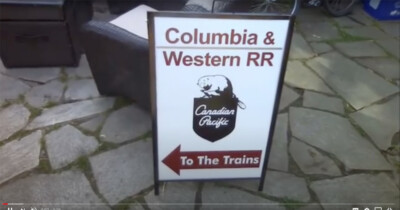 Columbia &
Western RR
Canadian
Pacific
To The Trains